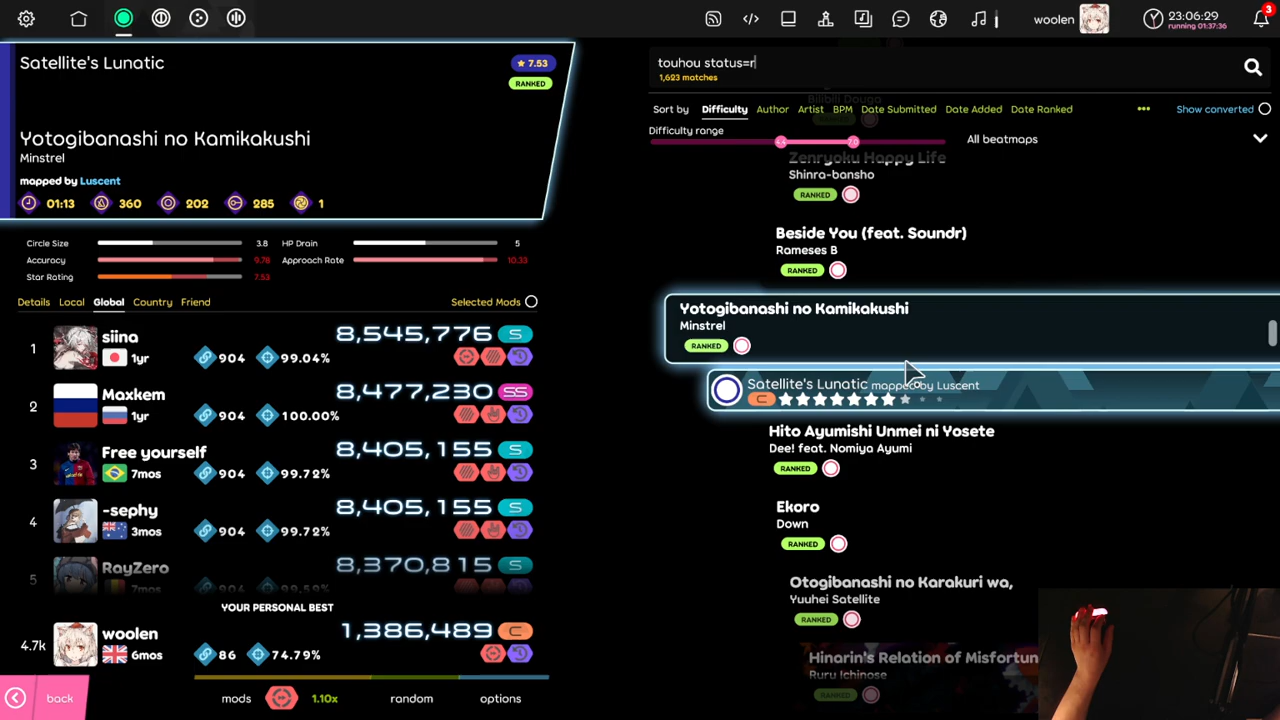 woolen
23:06:29
running 01:37:36
3
Satellite's Lunatic
7.53
RANKED
Yotogibanashi no Kamikakushi
Minstrel
mapped by Luscent
01:13 360 202 285 1
Circle Size 3.8 HP Drain 5
Accuracy 9.76 Approach Rate 10.33
Star Rating 7.53
Details Local Global Country Friend Selected Mods
1 siina 8,545,776 S
1yr 904 99.04%
2 Maxkem 8,477,230 SS
1yr 904 100.00%
3 Free yourself 8,405,155 S
7mos 904 99.72%
4 -sephy 8,405,155 S
3mos 904 99.72%
5 RayZero 8,370,815 S
7mos 904 99.59%
YOUR PERSONAL BEST
4.7k woolen 1,386,489 C
6mos 86 74.79%
back mods 1.10x random options
touhou status=r
1,623 matches
Bilibili Douga
Sort by Difficulty Author Artist BPM Date Submitted Date Added Date Ranked Show converted
Difficulty range All beatmaps
Zenryoku Happy Life
Shinra-bansho
RANKED
Beside You (feat. Soundr)
Rameses B
RANKED
Yotogibanashi no Kamikakushi
Minstrel
RANKED
Satellite's Lunatic mapped by Luscent
C
Hito Ayumishi Unmei ni Yosete
Dee! feat. Nomiya Ayumi
RANKED
Ekoro
Down
RANKED
Otogibanashi no Karakuri wa,
Yuuhei Satellite
RANKED
Hinarin's Relation of Misfortun
Ruru Ichinose
RANKED